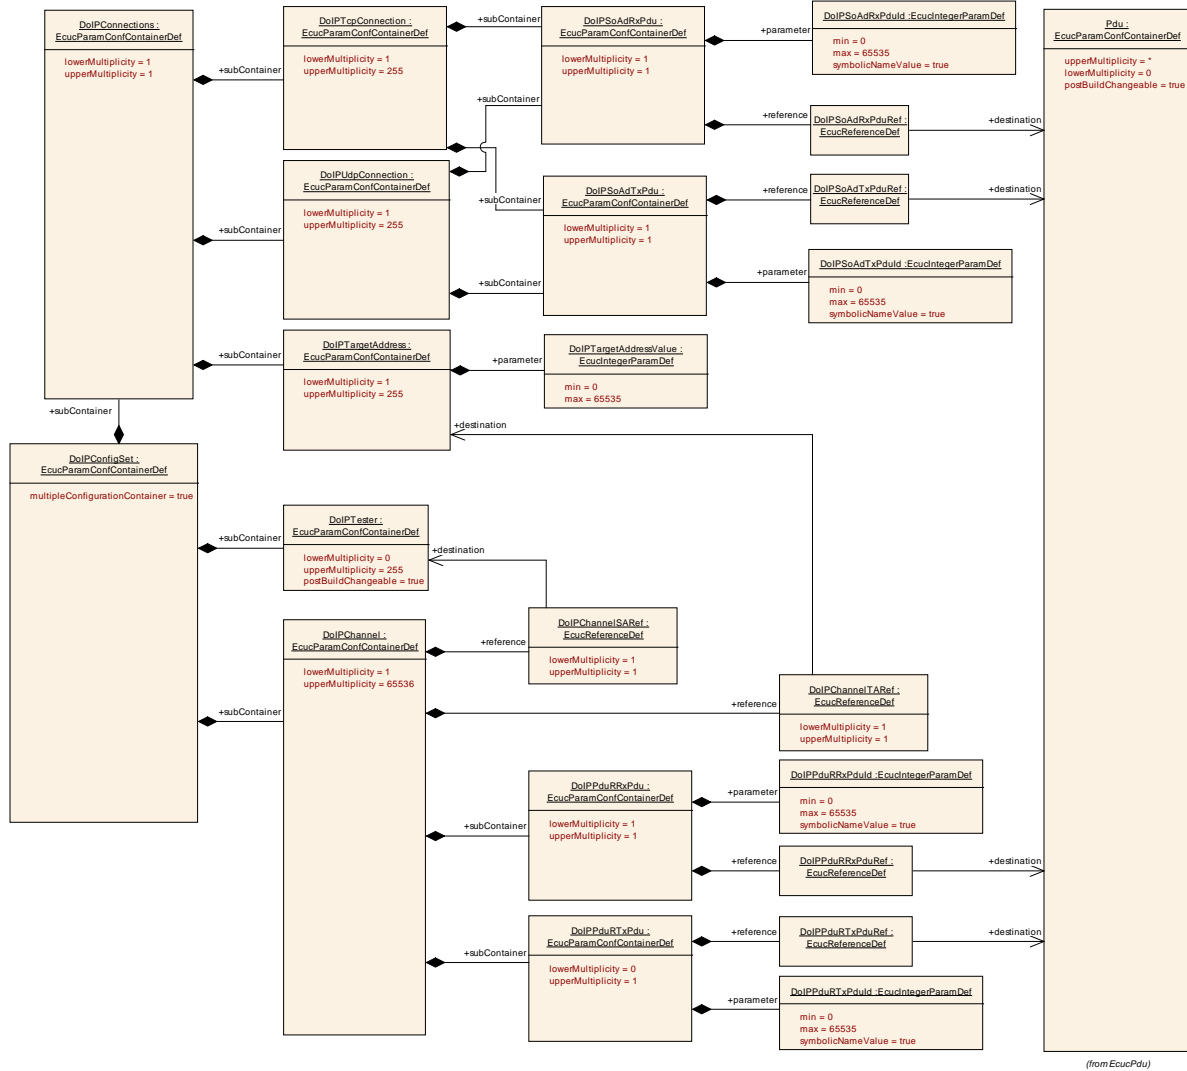 DoIPConnections :
EcucParamConfContainerDef
lowerMultiplicity = 1
upperMultiplicity = 1
+subContainer
DoIPTcpConnection :
EcucParamConfContainerDef
lowerMultiplicity = 1
upperMultiplicity = 255
+subContainer
DoIPSoAdRxPdu :
EcucParamConfContainerDef
lowerMultiplicity = 1
upperMultiplicity = 1
+parameter
DoIPSoAdRxPduId :EcucIntegerParamDef
min = 0
max = 65535
symbolicNameValue = true
Pdu :
EcucParamConfContainerDef
upperMultiplicity = *
lowerMultiplicity = 0
postBuildChangeable = true
+subContainer
+reference
DoIPSoAdRxPduRef :
EcucReferenceDef
+destination
+subContainer
DoIPUdpConnection :
EcucParamConfContainerDef
lowerMultiplicity = 1
upperMultiplicity = 255
+subContainer
DoIPSoAdTxPdu :
EcucParamConfContainerDef
lowerMultiplicity = 1
upperMultiplicity = 1
+reference
DoIPSoAdTxPduRef :
EcucReferenceDef
+destination
+subContainer
+parameter
DoIPSoAdTxPduId :EcucIntegerParamDef
min = 0
max = 65535
symbolicNameValue = true
+subContainer
DoIPTargetAddress :
EcucParamConfContainerDef
lowerMultiplicity = 1
upperMultiplicity = 255
+parameter
DoIPTargetAddressValue :
EcucIntegerParamDef
min = 0
max = 65535
+subContainer
+destination
DoIPConfigSet :
EcucParamConfContainerDef
multipleConfigurationContainer = true
+subContainer
DoIPTester :
EcucParamConfContainerDef
lowerMultiplicity = 0
upperMultiplicity = 255
postBuildChangeable = true
+destination
+subContainer
DoIPChannel :
EcucParamConfContainerDef
lowerMultiplicity = 1
upperMultiplicity = 65536
+reference
DoIPChannelSARef :
EcucReferenceDef
lowerMultiplicity = 1
upperMultiplicity = 1
+reference
DoIPChannelTARef :
EcucReferenceDef
lowerMultiplicity = 1
upperMultiplicity = 1
+subContainer
DoIPPduRRxPdu :
EcucParamConfContainerDef
lowerMultiplicity = 1
upperMultiplicity = 1
+parameter
DoIPPduRRxPduId :EcucIntegerParamDef
min = 0
max = 65535
symbolicNameValue = true
+reference
DoIPPduRRxPduRef :
EcucReferenceDef
+destination
+subContainer
DoIPPduRTxPdu :
EcucParamConfContainerDef
lowerMultiplicity = 0
upperMultiplicity = 1
+reference
DoIPPduRTxPduRef :
EcucReferenceDef
+destination
+parameter
DoIPPduRTxPduId :EcucIntegerParamDef
min = 0
max = 65535
symbolicNameValue = true
(from EcucPdu)